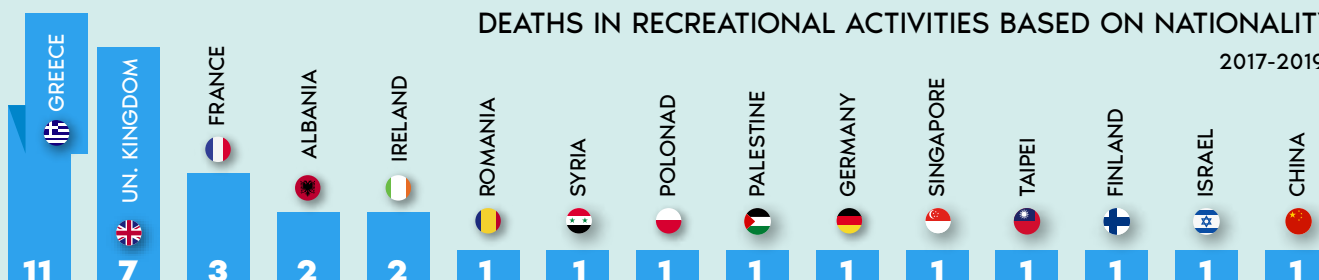 DEATHS IN RECREATIONAL ACTIVITIES BASED ON NATIONALITY
2017-2019
GREECE
UN. KINGDOM
FRANCE
ALBANIA
IRELAND
ROMANIA
SYRIA
POLONAD
PALESTINE
GERMANY
SINGAPORE
TAIPEI
FINLAND
ISRAEL
CHINA
11 7 3 2 2 1 1 1 1 1 1 1 1 1 1